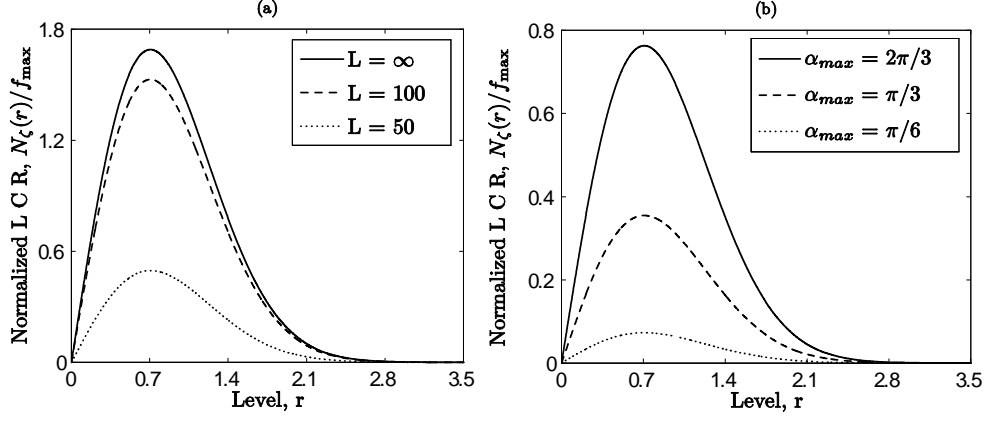 (a)
Normalized L C R, N_ζ(r)/f_max
1.8
1.2
0.6
0
0 0.7 1.4 2.1 2.8 3.5
Level, r
L = ∞
L = 100
L = 50
(b)
Normalized L C R, N_ζ(r)/f_max
0.8
0.6
0.4
0.2
0
0 0.7 1.4 2.1 2.8 3.5
Level, r
α_max = 2π/3
α_max = π/3
α_max = π/6